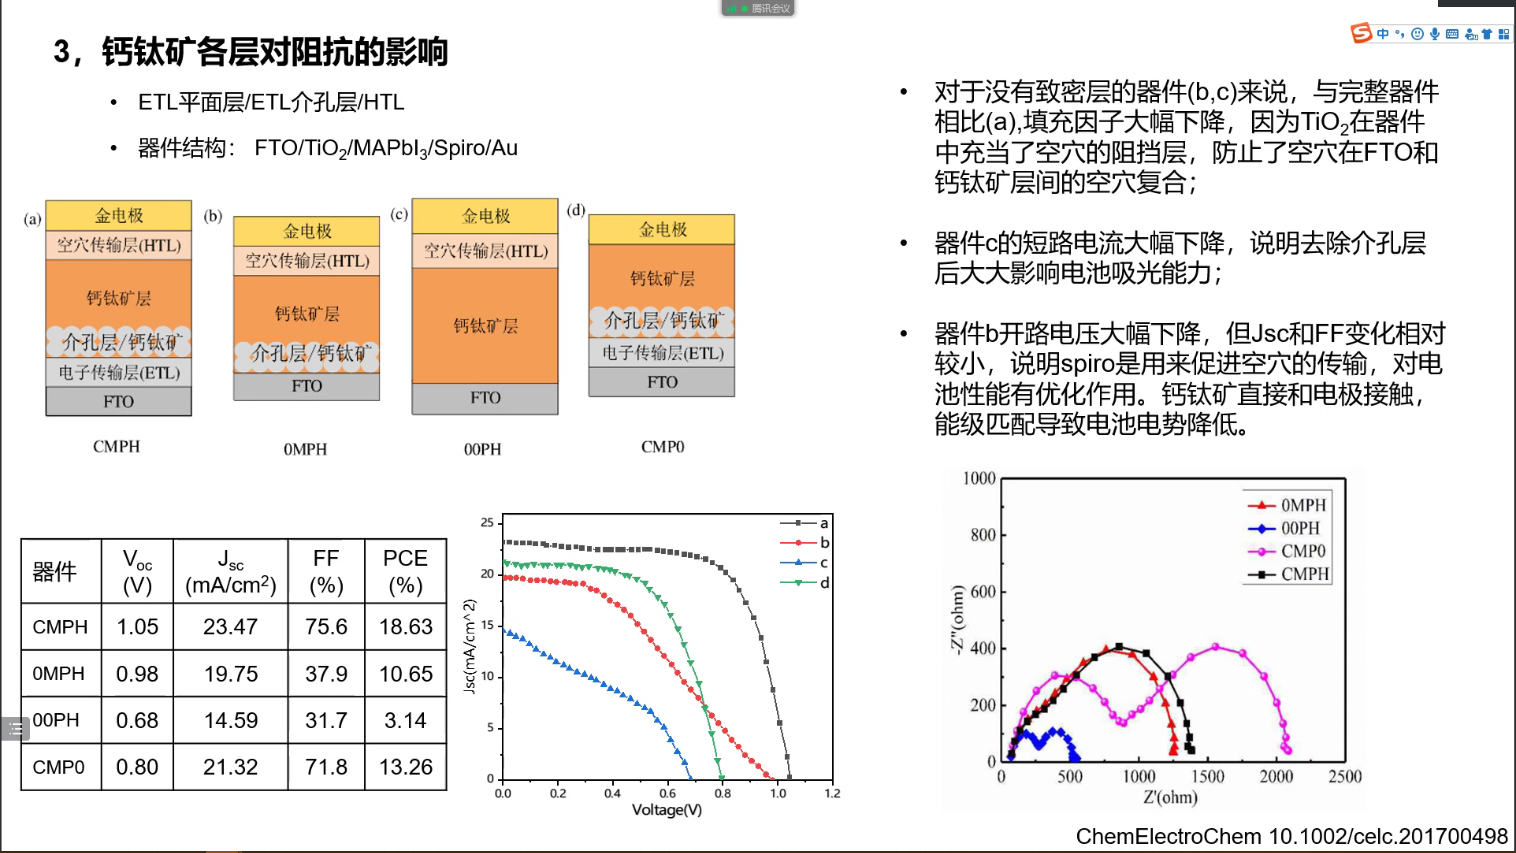 腾讯会议
中
3，钙钛矿各层对阻抗的影响
• ETL平面层/ETL介孔层/HTL
• 器件结构： FTO/TiO2/MAPbI3/Spiro/Au
(a)
金电极
空穴传输层(HTL)
钙钛矿层
介孔层/钙钛矿
电子传输层(ETL)
FTO
CMPH
(b)
金电极
空穴传输层(HTL)
钙钛矿层
介孔层/钙钛矿
FTO
0MPH
(c)
金电极
空穴传输层(HTL)
钙钛矿层
FTO
00PH
(d)
金电极
钙钛矿层
介孔层/钙钛矿
电子传输层(ETL)
FTO
CMP0
• 对于没有致密层的器件(b,c)来说，与完整器件
相比(a),填充因子大幅下降，因为TiO2在器件
中充当了空穴的阻挡层，防止了空穴在FTO和
钙钛矿层间的空穴复合；
• 器件c的短路电流大幅下降，说明去除介孔层
后大大影响电池吸光能力；
• 器件b开路电压大幅下降，但Jsc和FF变化相对
较小，说明spiro是用来促进空穴的传输，对电
池性能有优化作用。钙钛矿直接和电极接触，
能级匹配导致电池电势降低。
器件 Voc (V) Jsc (mA/cm2) FF (%) PCE (%)
CMPH 1.05 23.47 75.6 18.63
0MPH 0.98 19.75 37.9 10.65
00PH 0.68 14.59 31.7 3.14
CMP0 0.80 21.32 71.8 13.26
Jsc(mA/cm^2)
25
20
15
10
5
0
0.0 0.2 0.4 0.6 0.8 1.0 1.2
Voltage(V)
a
b
c
d
-Z''(ohm)
1000
800
600
400
200
0
0 500 1000 1500 2000 2500
Z'(ohm)
0MPH
00PH
CMP0
CMPH
ChemElectroChem 10.1002/celc.201700498